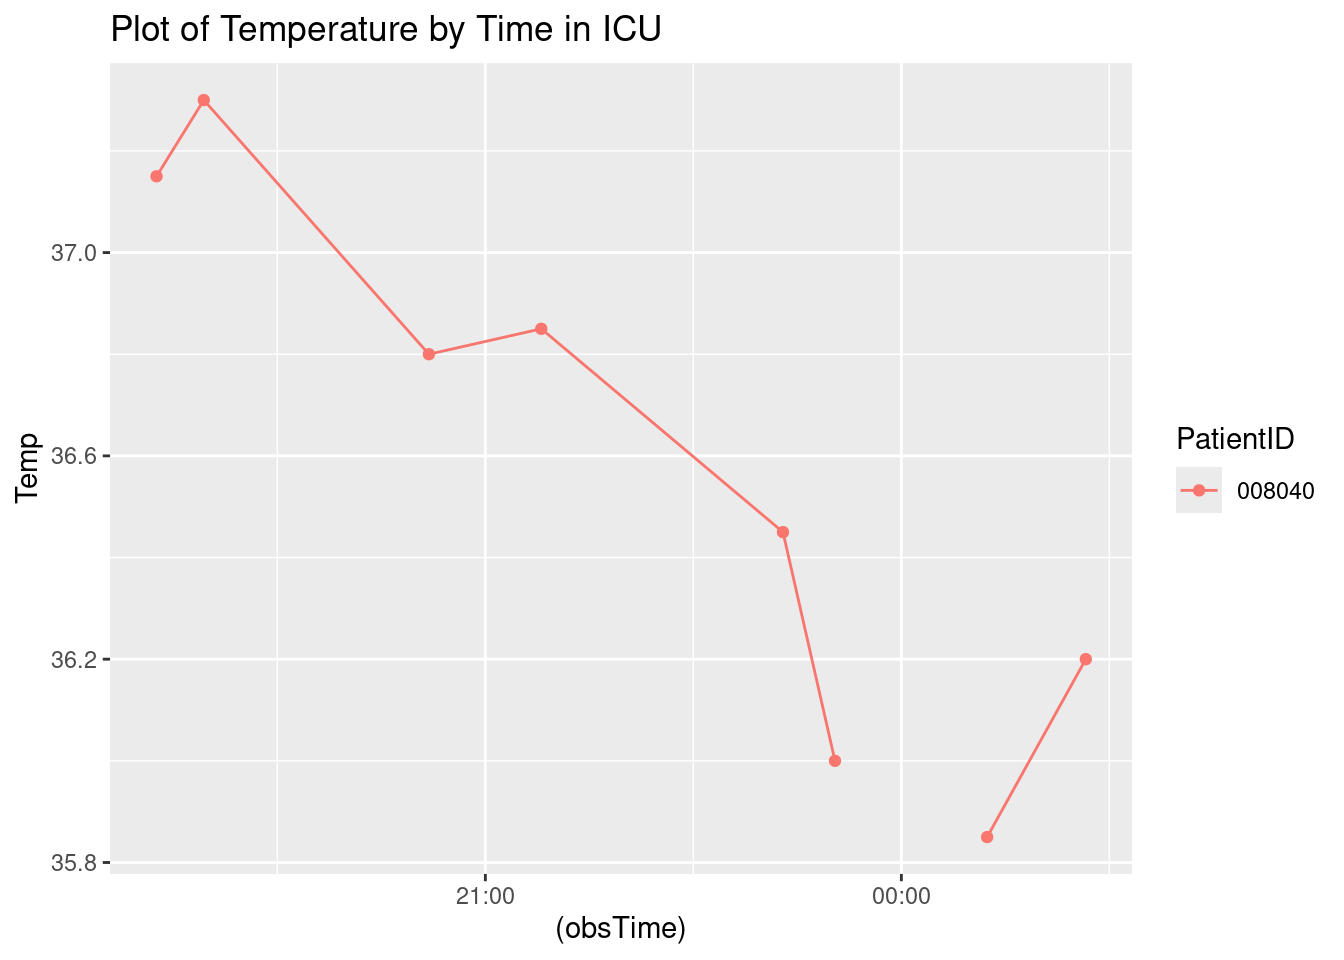 Plot of Temperature by Time in ICU
Temp
37.0
36.6
36.2
35.8
21:00
00:00
(obsTime)
PatientID
008040